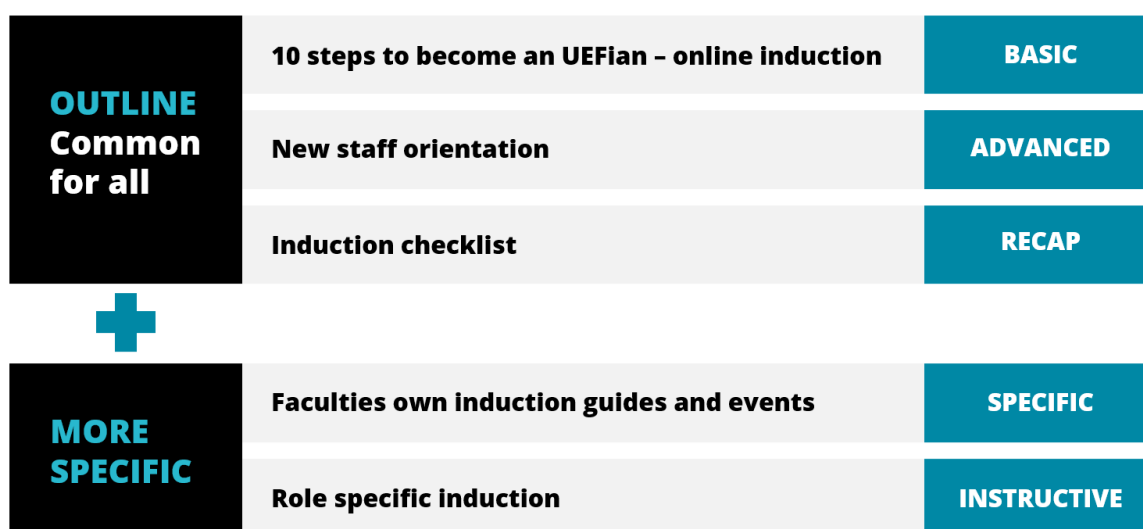 OUTLINE
Common
for all
10 steps to become an UEFian – online induction
BASIC
New staff orientation
ADVANCED
Induction checklist
RECAP
MORE
SPECIFIC
Faculties own induction guides and events
SPECIFIC
Role specific induction
INSTRUCTIVE